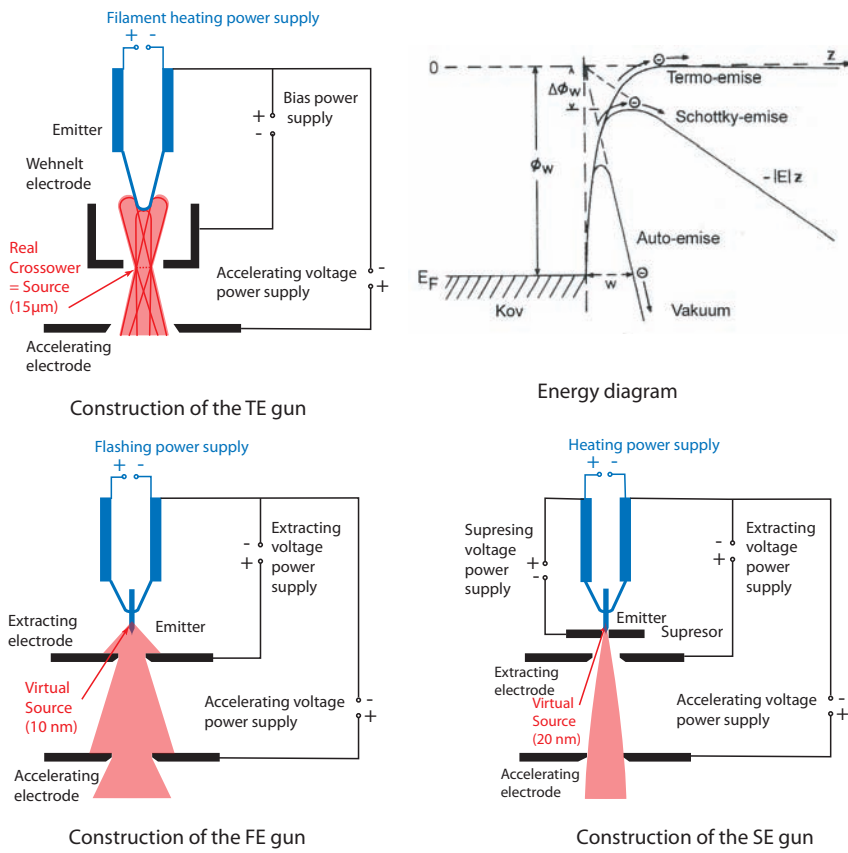 Filament heating power supply
+ -
Emitter
Bias power
supply
+
-
Wehnelt
electrode
Real
Crossower
= Source
(15μm)
Accelerating voltage
power supply
-
+
Accelerating
electrode
Construction of the TE gun
0
z
Termo-emise
ΔΦw
Schottky-emise
Φw
- |E| z
Auto-emise
EF
w
Kov
Vakuum
Energy diagram
Flashing power supply
+ -
Extracting
voltage
power
supply
-
+
Extracting
electrode
Emitter
Virtual
Source
(10 nm)
Accelerating voltage
power supply
-
+
Accelerating
electrode
Construction of the FE gun
Heating power supply
+ -
Supresing
voltage
power
supply
+
-
Extracting
voltage
power
supply
-
+
Emitter
Supresor
Extracting
electrode
Virtual
Source
(20 nm)
Accelerating voltage
power supply
-
+
Accelerating
electrode
Construction of the SE gun